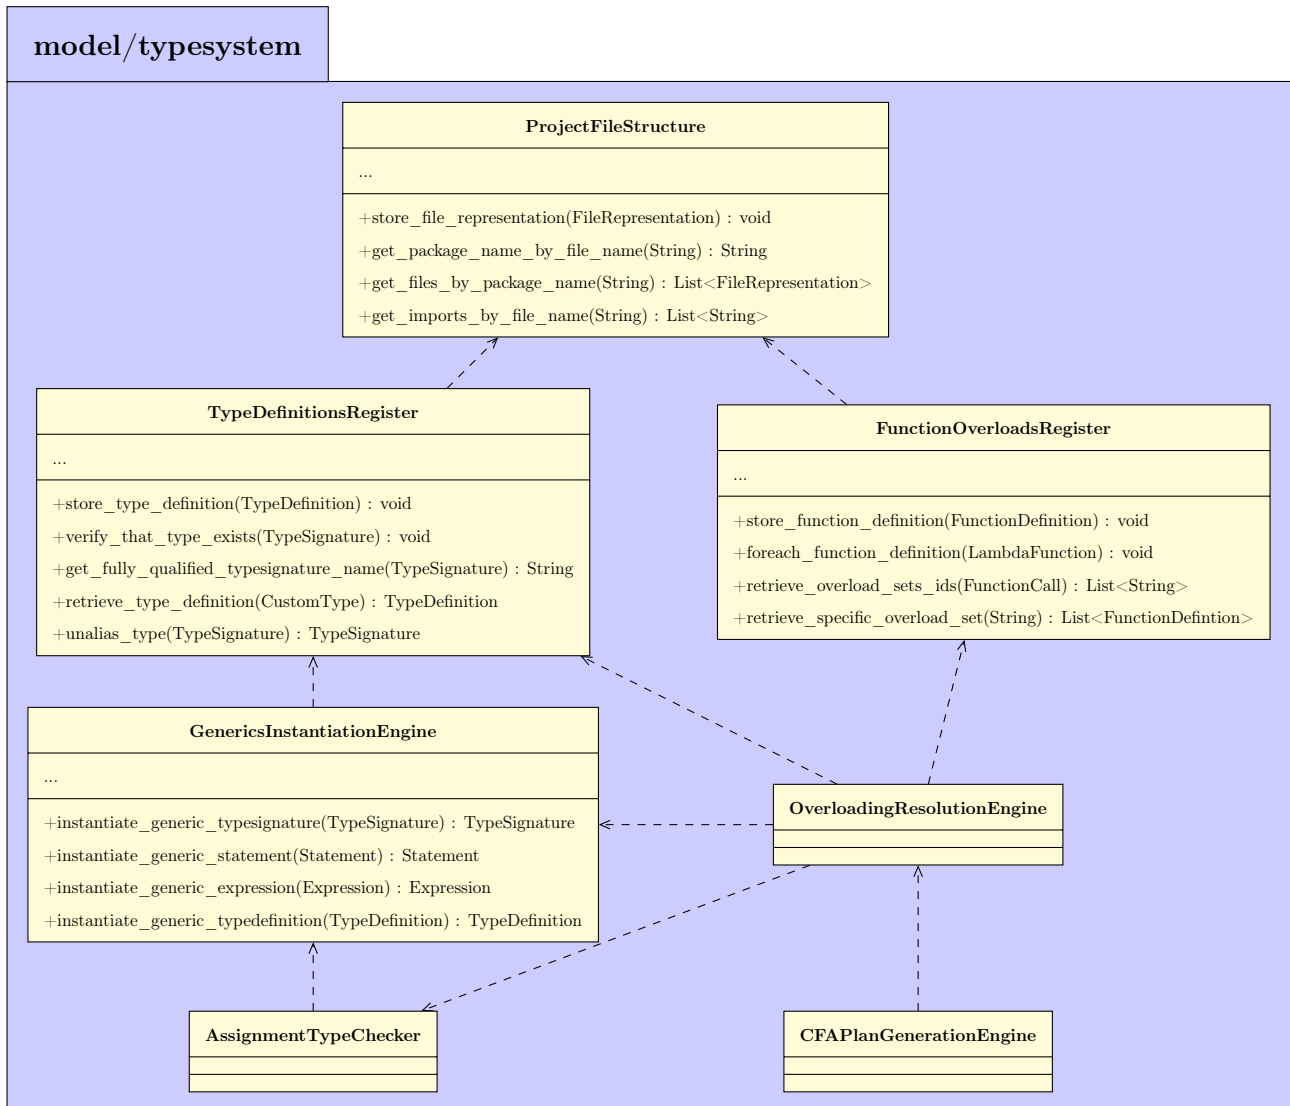 model/typesystem
ProjectFileStructure
...
+store_file_representation(FileRepresentation) : void
+get_package_name_by_file_name(String) : String
+get_files_by_package_name(String) : List<FileRepresentation>
+get_imports_by_file_name(String) : List<String>
TypeDefinitionsRegister
...
+store_type_definition(TypeDefinition) : void
+verify_that_type_exists(TypeSignature) : void
+get_fully_qualified_typesignature_name(TypeSignature) : String
+retrieve_type_definition(CustomType) : TypeDefinition
+unalias_type(TypeSignature) : TypeSignature
FunctionOverloadsRegister
...
+store_function_definition(FunctionDefinition) : void
+foreach_function_definition(LambdaFunction) : void
+retrieve_overload_sets_ids(FunctionCall) : List<String>
+retrieve_specific_overload_set(String) : List<FunctionDefintion>
GenericsInstantiationEngine
...
+instantiate_generic_typesignature(TypeSignature) : TypeSignature
+instantiate_generic_statement(Statement) : Statement
+instantiate_generic_expression(Expression) : Expression
+instantiate_generic_typedefinition(TypeDefinition) : TypeDefinition
OverloadingResolutionEngine
AssignmentTypeChecker
CFAPlanGenerationEngine